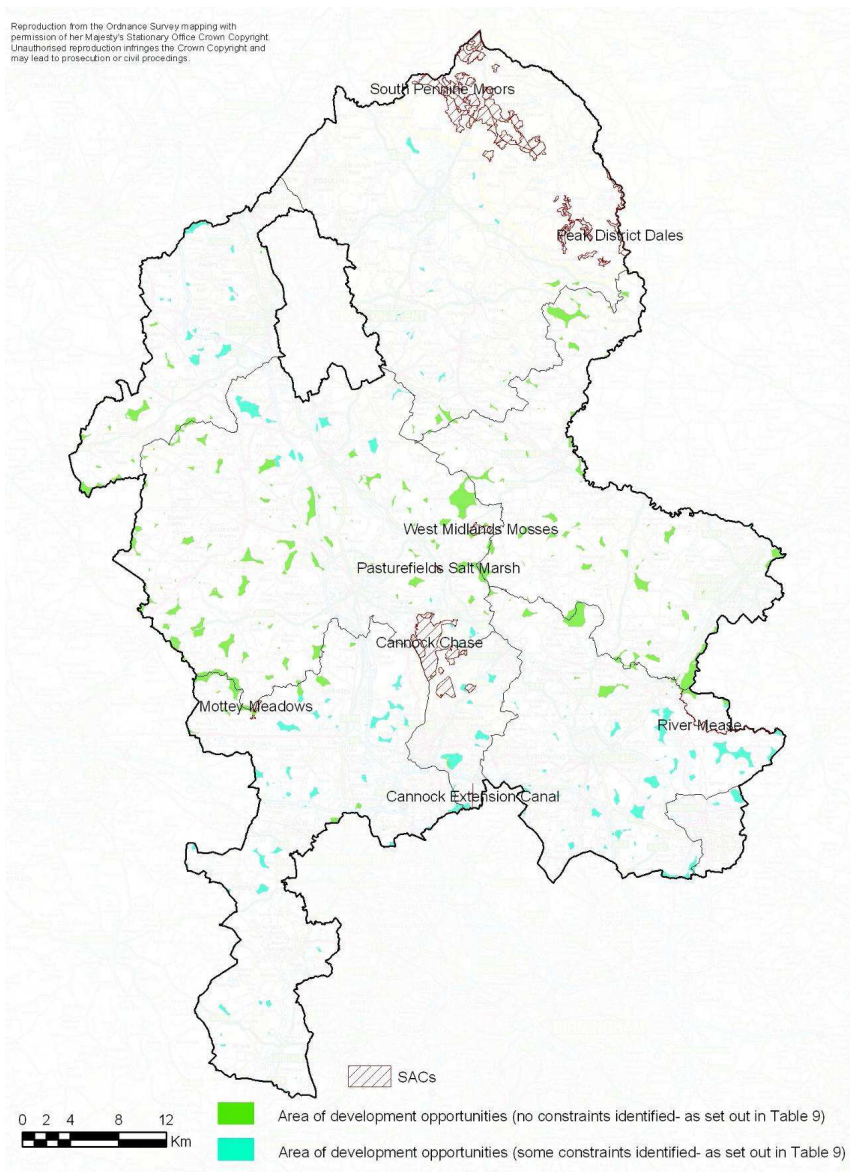 Reproduction from the Ordnance Survey mapping with
permission of her Majesty's Stationary Office Crown Copyright.
Unauthorised reproduction infringes the Crown Copyright and
may lead to prosecution or civil procedings.
South Pennine Moors
Peak District Dales
West Midlands Mosses
Pasturefields Salt Marsh
Cannock Chase
Mottey Meadows
River Mease
Cannock Extension Canal
SACs
0 2 4 8 12
Km
Area of development opportunities (no constraints identified- as set out in Table 9)
Area of development opportunities (some constraints identified- as set out in Table 9)